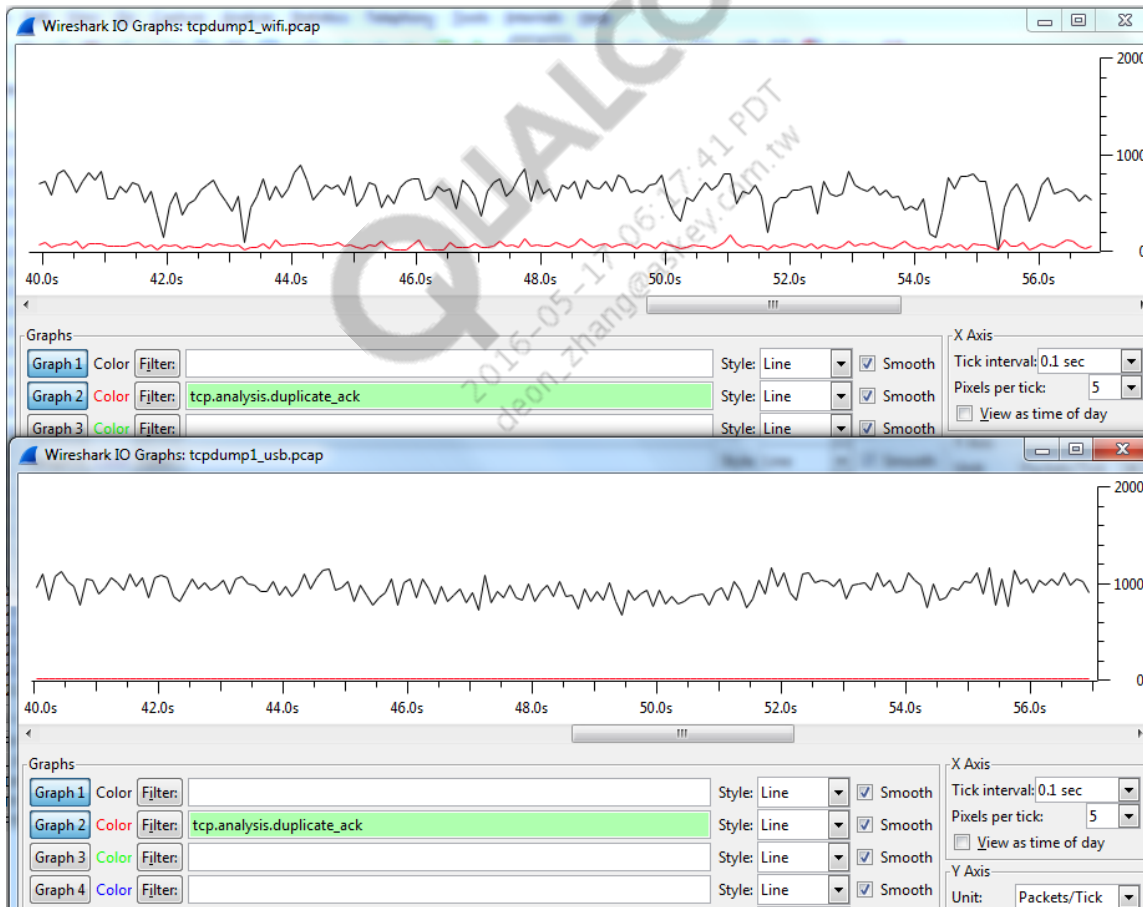 Wireshark IO Graphs: tcpdump1_wifi.pcap
2000
1000
0
40.0s 42.0s 44.0s 46.0s 48.0s 50.0s 52.0s 54.0s 56.0s
QUALCO
2016-05-17 06:17:41 PDT
deon_zhang@askey.com.tw
Graphs
X Axis
Graph 1 Color Filter: Style: Line Smooth
Tick interval: 0.1 sec
Graph 2 Color Filter: tcp.analysis.duplicate_ack Style: Line Smooth
Pixels per tick: 5
Graph 3 Color Filter: Style: Line Smooth
View as time of day
Wireshark IO Graphs: tcpdump1_usb.pcap
2000
1000
0
40.0s 42.0s 44.0s 46.0s 48.0s 50.0s 52.0s 54.0s 56.0s
Graphs
X Axis
Graph 1 Color Filter: Style: Line Smooth
Tick interval: 0.1 sec
Graph 2 Color Filter: tcp.analysis.duplicate_ack Style: Line Smooth
Pixels per tick: 5
Graph 3 Color Filter: Style: Line Smooth
View as time of day
Graph 4 Color Filter: Style: Line Smooth
Y Axis
Unit: Packets/Tick